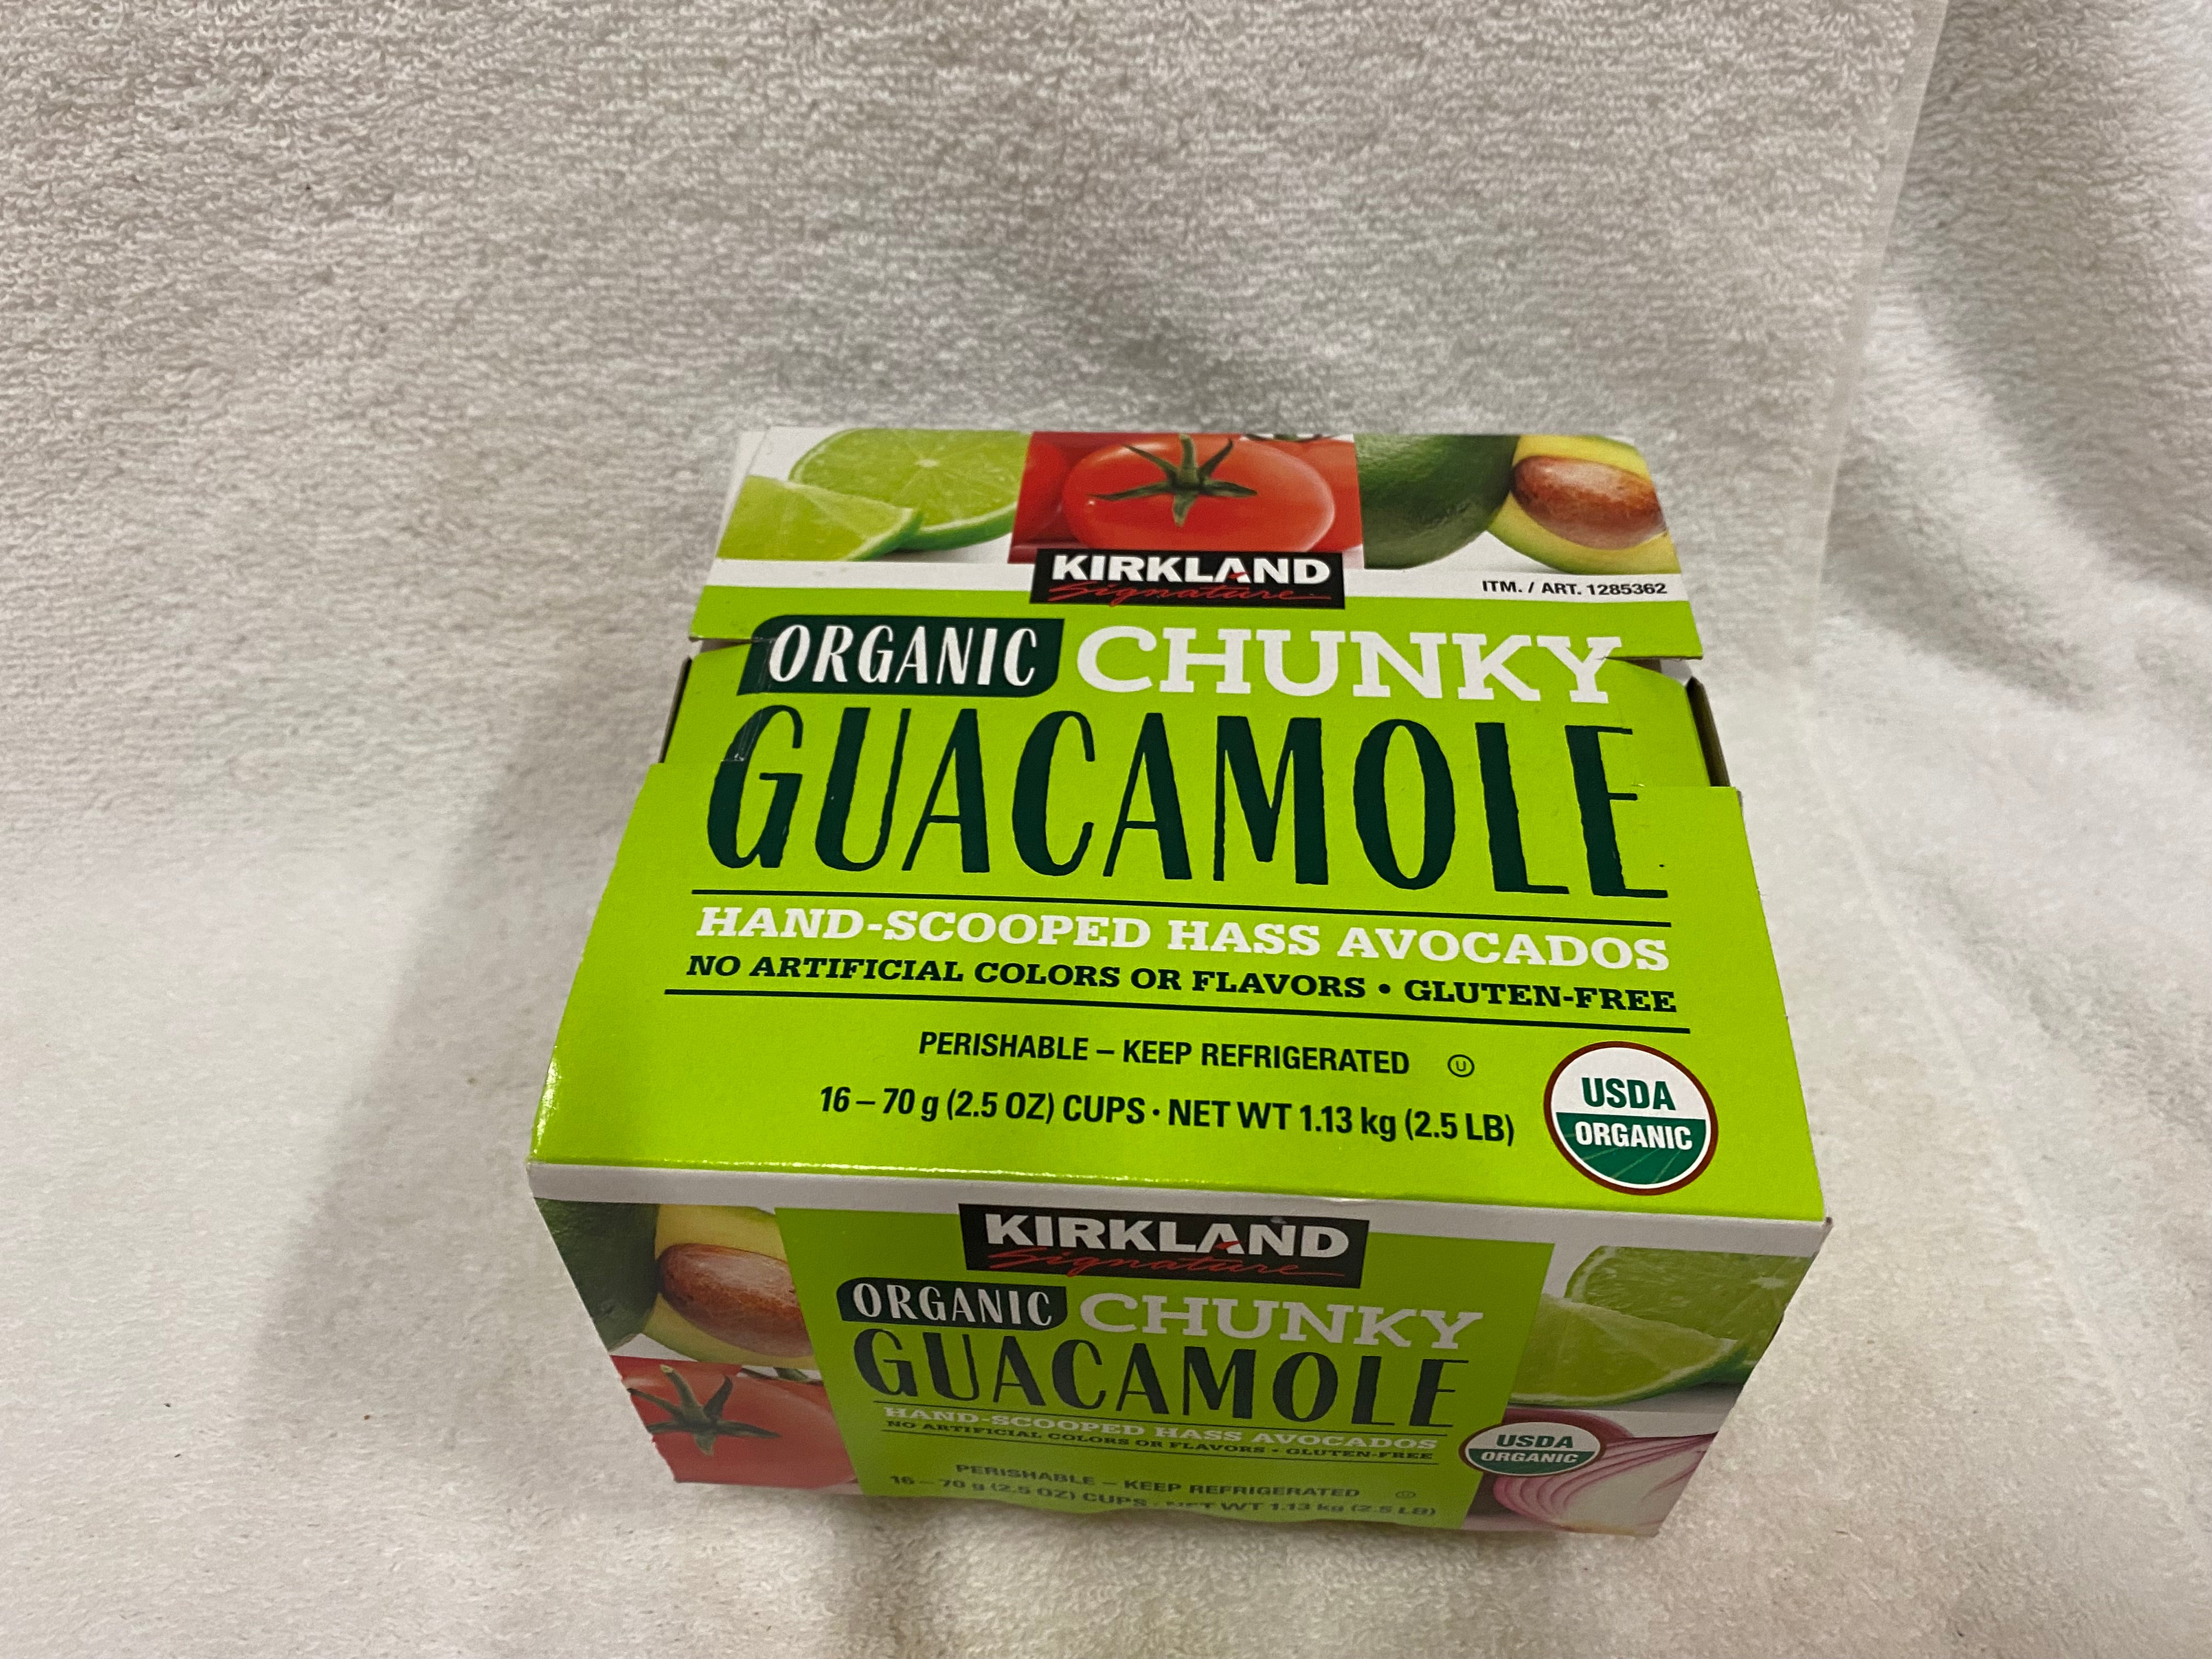 KIRKLAND
Signature
ITM. / ART. 1285362
ORGANIC CHUNKY
GUACAMOLE
HAND-SCOOPED HASS AVOCADOS
NO ARTIFICIAL COLORS OR FLAVORS • GLUTEN-FREE
PERISHABLE – KEEP REFRIGERATED U
16 – 70 g (2.5 OZ) CUPS · NET WT 1.13 kg (2.5 LB)
USDA
ORGANIC
KIRKLAND
Signature
ORGANIC CHUNKY
GUACAMOLE
HAND-SCOOPED HASS AVOCADOS
NO ARTIFICIAL COLORS OR FLAVORS • GLUTEN-FREE
USDA
ORGANIC
PERISHABLE – KEEP REFRIGERATED U
16 – 70 g (2.5 OZ) CUPS · NET WT 1.13 kg (2.5 LB)